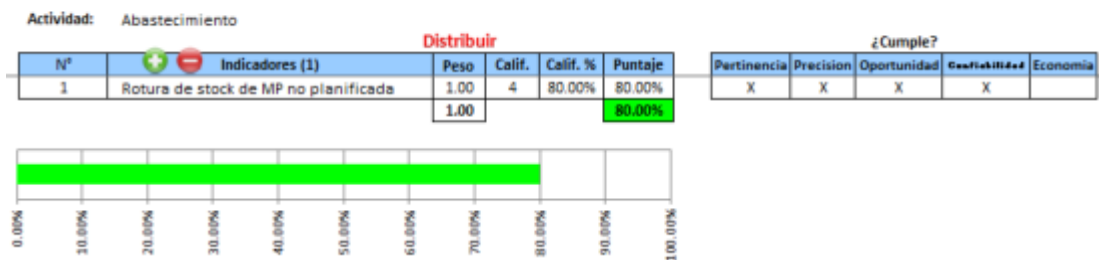 Actividad: Abastecimiento
Distribuir
¿Cumple?
N° Indicadores (1) Peso Calif. Calif. % Puntaje Pertinencia Precision Oportunidad Confiabilidad Economia
1 Rotura de stock de MP no planificada 1.00 4 80.00% 80.00% X X X X
1.00 80.00%
0.00% 10.00% 20.00% 30.00% 40.00% 50.00% 60.00% 70.00% 80.00% 90.00% 100.00%